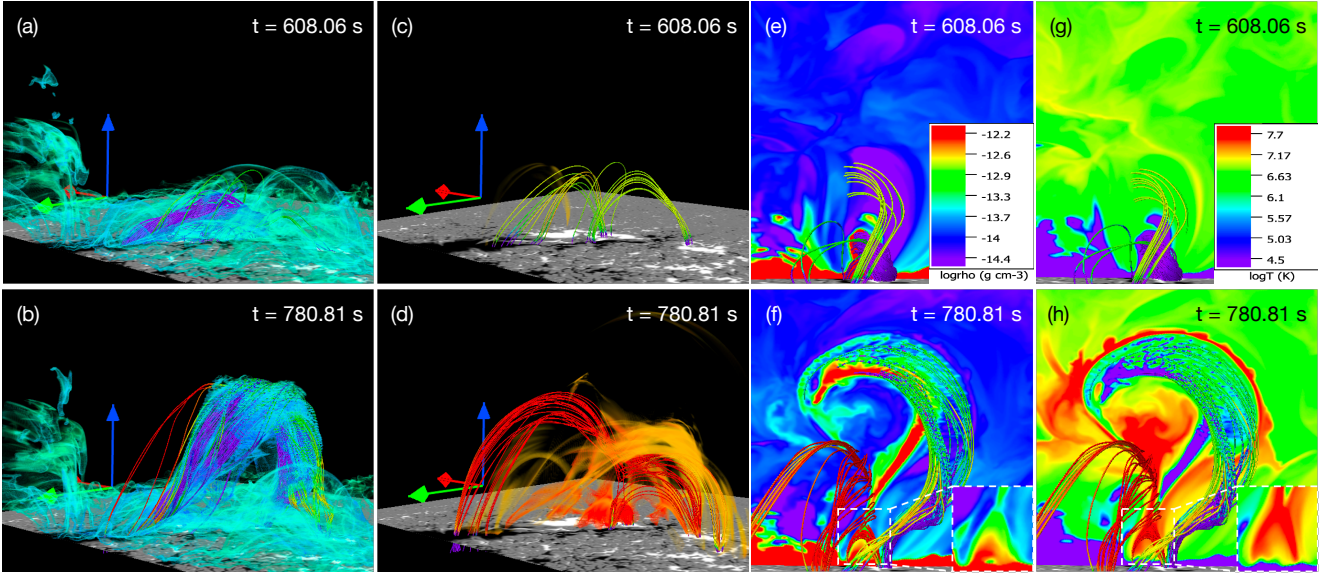 (a) t = 608.06 s
(c) t = 608.06 s
(e) t = 608.06 s
-12.2
-12.6
-12.9
-13.3
-13.7
-14
-14.4
logrho (g cm-3)
(g) t = 608.06 s
7.7
7.17
6.63
6.1
5.57
5.03
4.5
logT (K)
(b) t = 780.81 s
(d) t = 780.81 s
(f) t = 780.81 s
(h) t = 780.81 s